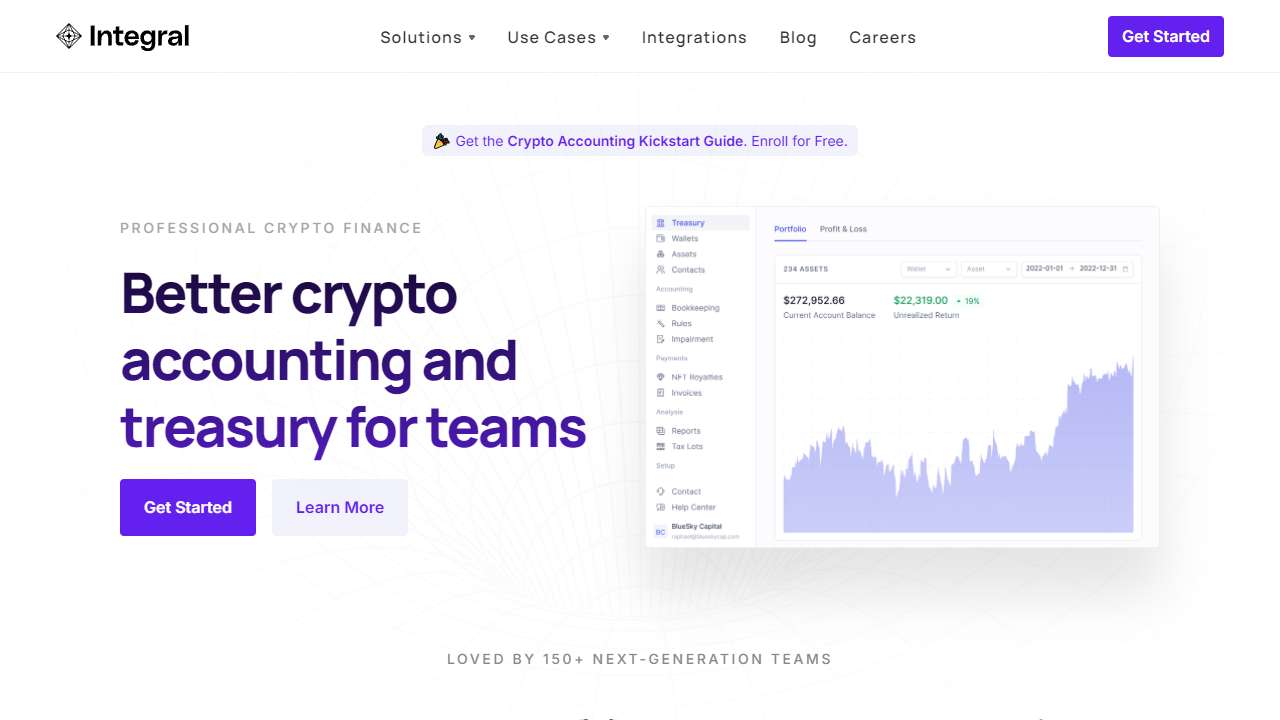 Integral
Solutions
Use Cases
Integrations
Blog
Careers
Get Started
Get the Crypto Accounting Kickstart Guide. Enroll for Free.
PROFESSIONAL CRYPTO FINANCE
Better crypto
accounting and
treasury for teams
Get Started
Learn More
Treasury
Wallets
Assets
Contacts
Accounting
Bookkeeping
Rules
Impairment
Payments
NFT Royalties
Invoices
Analysis
Reports
Tax Lots
Setup
Contact
Help Center
BC
BlueSky Capital
raphael@blueskycap.com
Portfolio
Profit & Loss
234 ASSETS
Wallet
Asset
2022-01-01 → 2022-12-31
$272,952.66
Current Account Balance
$22,319.00
19%
Unrealized Return
LOVED BY 150+ NEXT-GENERATION TEAMS